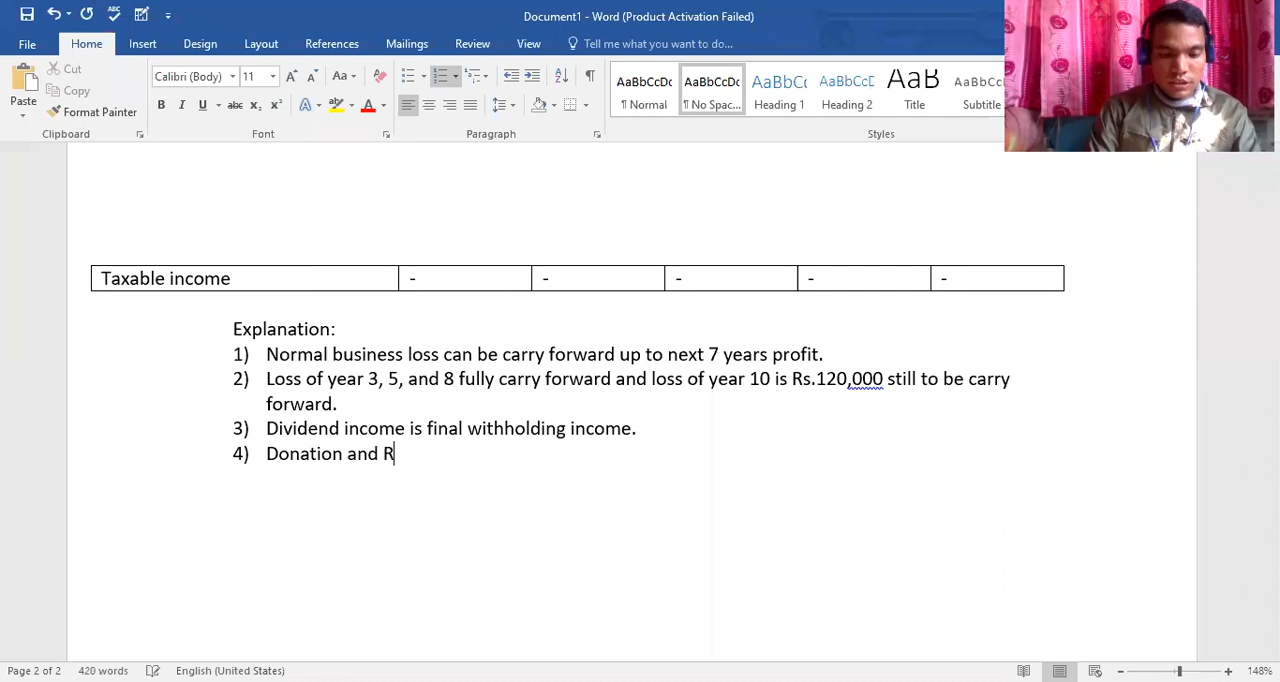 Document1 - Word (Product Activation Failed)
File Home Insert Design Layout References Mailings Review View Tell me what you want to do...
Paste
Cut
Copy
Format Painter
Clipboard
Calibri (Body) 11
Font
Paragraph
AaBbCcDc AaBbCcDc AaBbCc AaBbCcD AaB AaBbCcD
¶ Normal ¶ No Spac... Heading 1 Heading 2 Title Subtitle
Styles
Taxable income - - - - -
Explanation:
1) Normal business loss can be carry forward up to next 7 years profit.
2) Loss of year 3, 5, and 8 fully carry forward and loss of year 10 is Rs.120,000 still to be carry
forward.
3) Dividend income is final withholding income.
4) Donation and R
Page 2 of 2 420 words English (United States) 148%